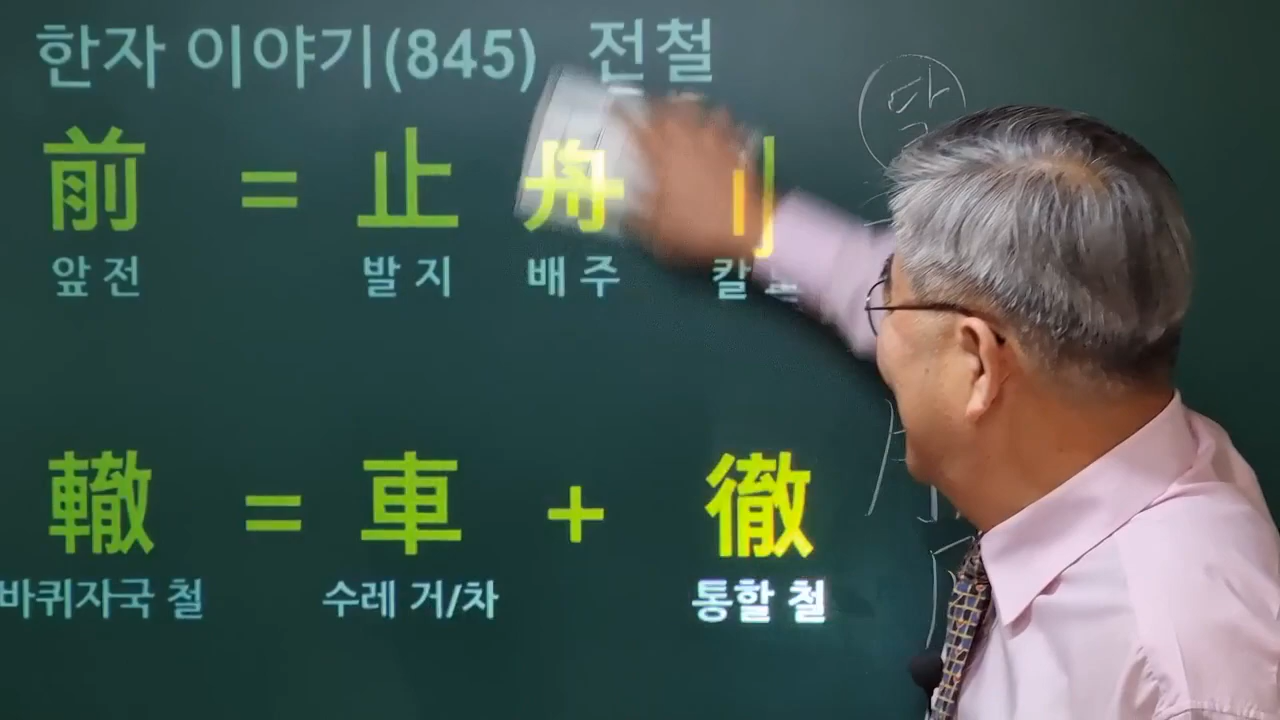 한자 이야기(845) 전철
前 = 止 舟 刂
앞 전 발 지 배 주 칼
轍 = 車 + 徹
바퀴자국 철 수레 거/차 통할 철